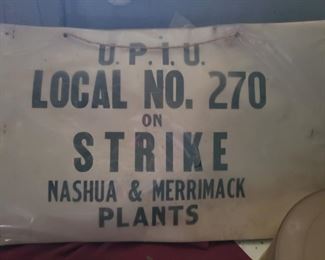 U. P. I. U.
LOCAL NO. 270
ON
STRIKE
NASHUA & MERRIMACK
PLANTS